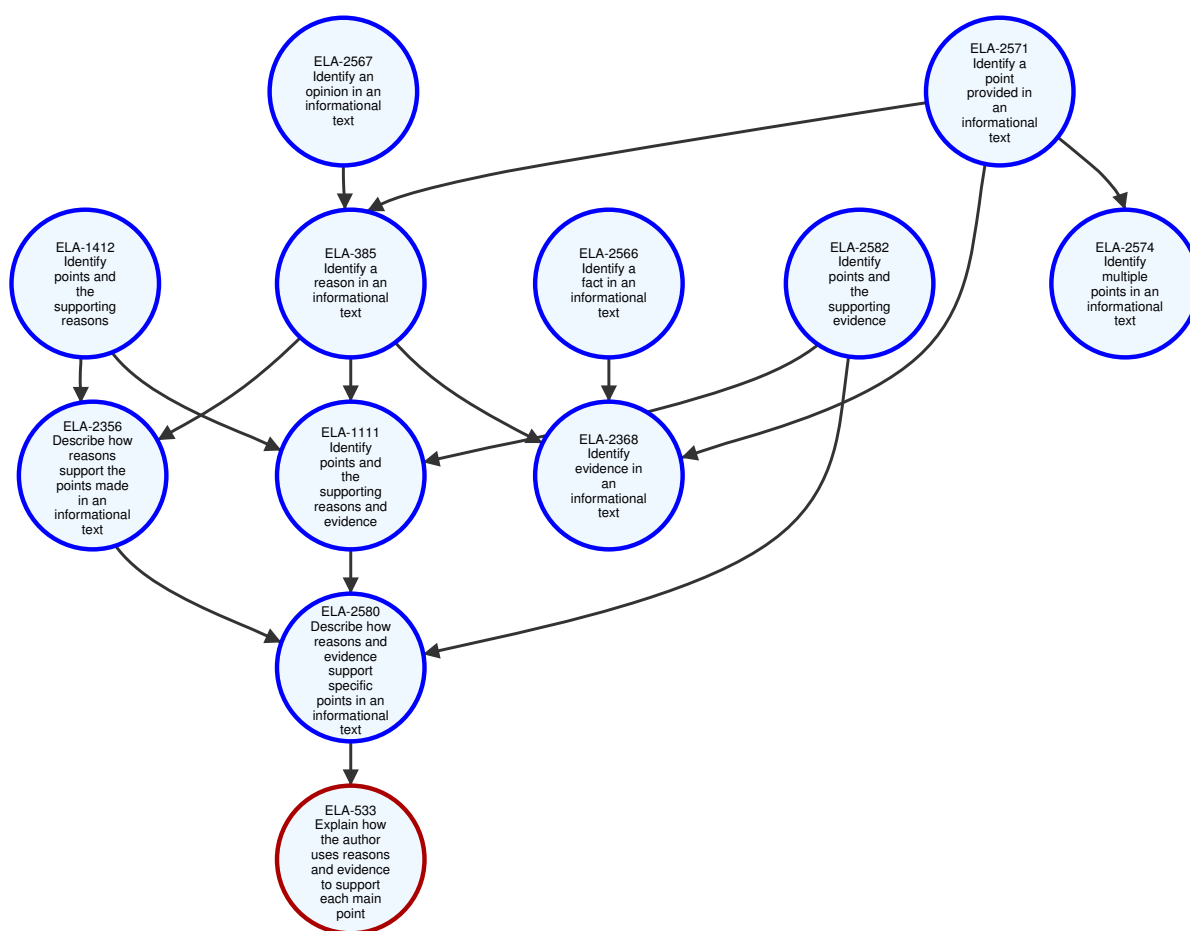 ELA-2567
Identify an
opinion in an
informational
text
ELA-2571
Identify a
point
provided in
an
informational
text
ELA-1412
Identify
points and
the
supporting
reasons
ELA-385
Identify a
reason in an
informational
text
ELA-2566
Identify a
fact in an
informational
text
ELA-2582
Identify
points and
the
supporting
evidence
ELA-2574
Identify
multiple
points in an
informational
text
ELA-2356
Describe how
reasons
support the
points made
in an
informational
text
ELA-1111
Identify
points and
the
supporting
reasons and
evidence
ELA-2368
Identify
evidence in
an
informational
text
ELA-2580
Describe how
reasons and
evidence
support
specific
points in an
informational
text
ELA-533
Explain how
the author
uses reasons
and evidence
to support
each main
point